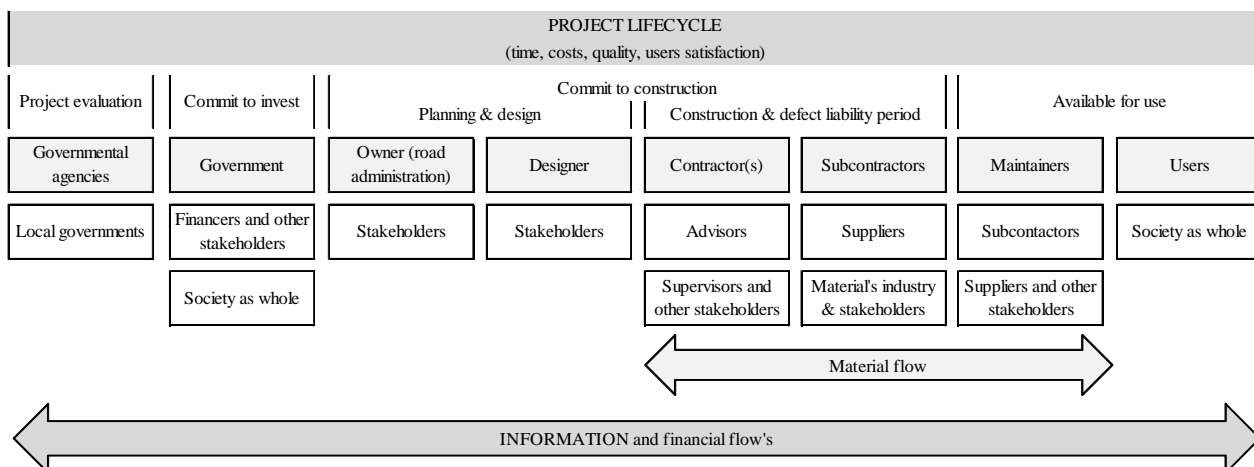 PROJECT LIFECYCLE
(time, costs, quality, users satisfaction)
Project evaluation
Commit to invest
Commit to construction
Planning & design
Construction & defect liability period
Available for use
Governmental
agencies
Government
Owner (road
administration)
Designer
Contractor(s)
Subcontractors
Maintainers
Users
Local governments
Financers and other
stakeholders
Stakeholders
Stakeholders
Advisors
Suppliers
Subcontactors
Society as whole
Society as whole
Supervisors and
other stakeholders
Material's industry
& stakeholders
Suppliers and other
stakeholders
Material flow
INFORMATION and financial flow's